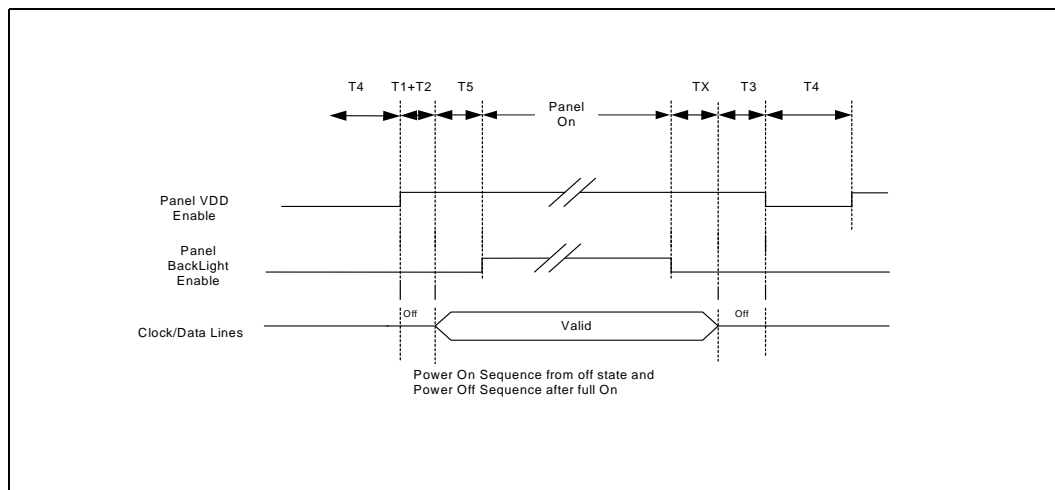 T4 T1+T2 T5 TX T3 T4
Panel
On
Panel VDD
Enable
Panel
BackLight
Enable
Off Off
Clock/Data Lines Valid
Power On Sequence from off state and
Power Off Sequence after full On